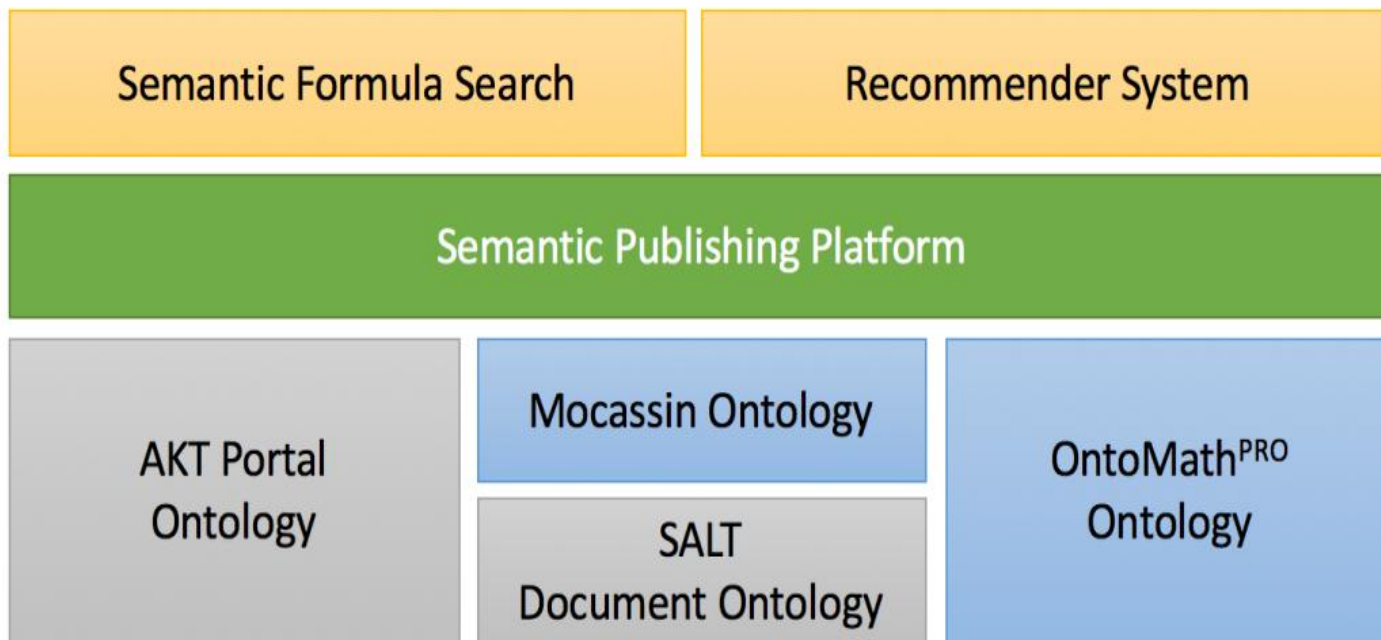 Semantic Formula Search
Recommender System
Semantic Publishing Platform
AKT Portal
Ontology
Mocassin Ontology
SALT
Document Ontology
OntoMathPRO
Ontology